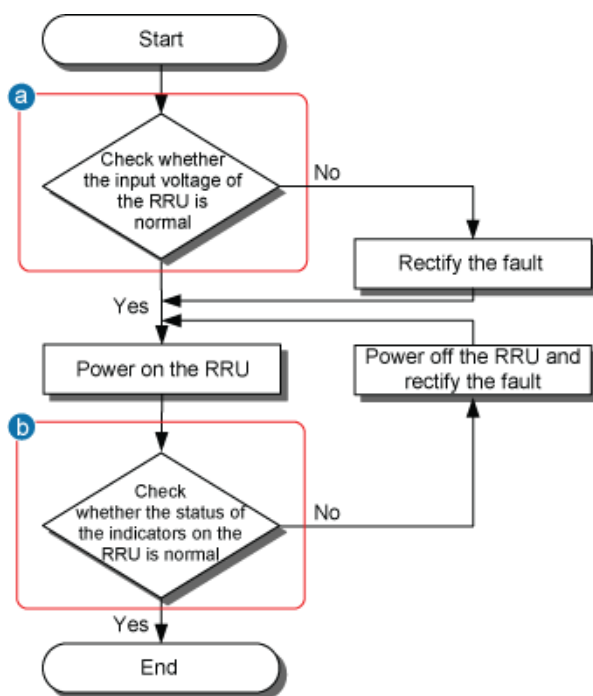 Start
a
Check whether
the input voltage of
the RRU is
normal
No
Rectify the fault
Yes
Power on the RRU
Power off the RRU and
rectify the fault
b
Check
whether the status of
the indicators on the
RRU is normal
No
Yes
End